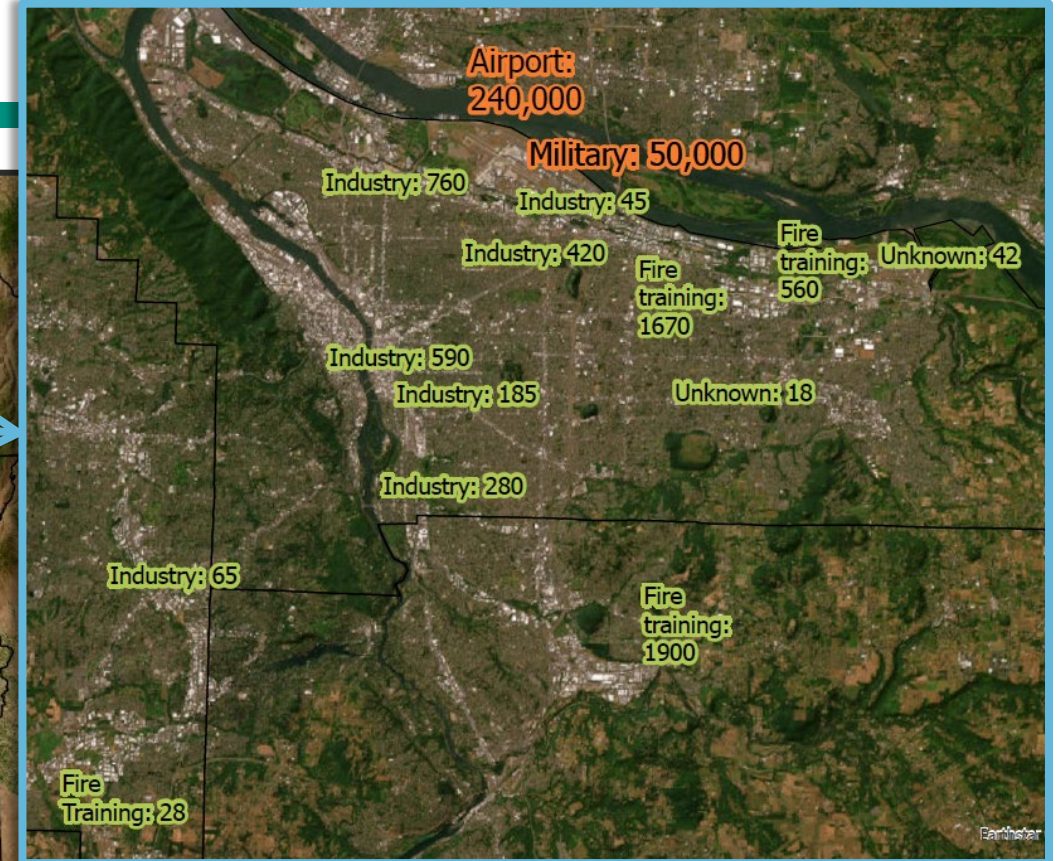 Airport:
240,000
Military: 50,000
Industry: 760
Industry: 45
Industry: 420
Fire
training:
560
Unknown: 42
Fire
training:
1670
Industry: 590
Industry: 185
Unknown: 18
Industry: 280
Industry: 65
Fire
training:
1900
Fire
Training: 28
Earthstar